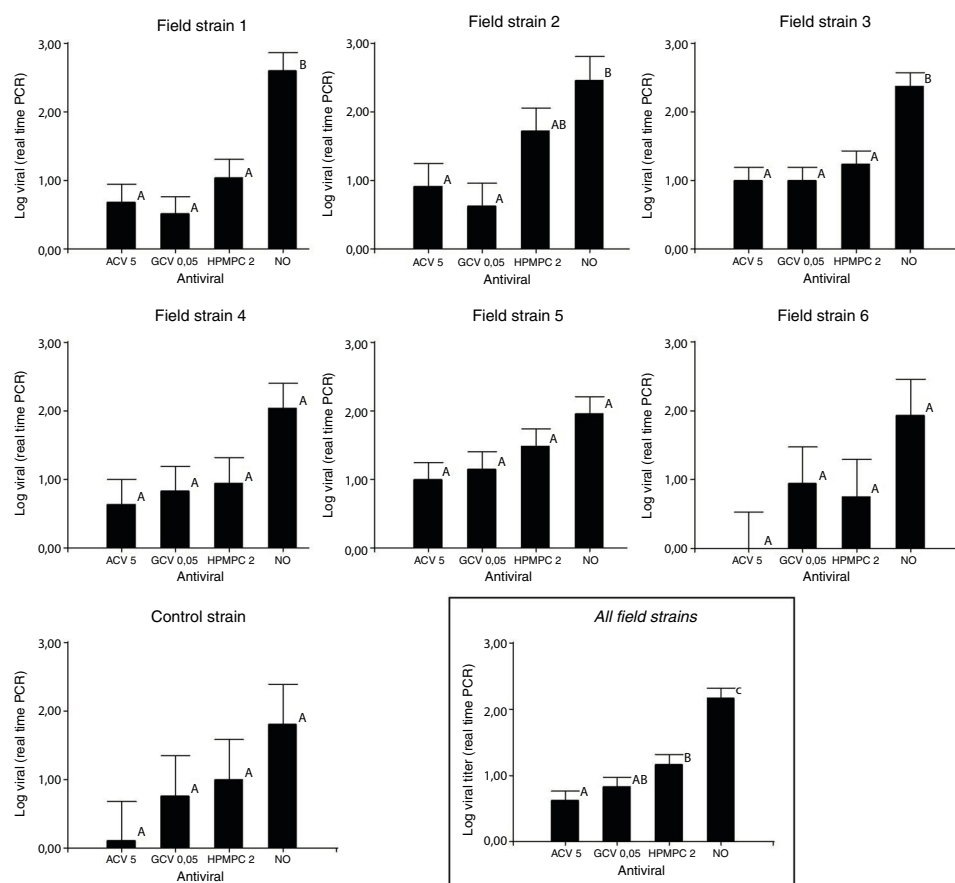 Field strain 1
Log viral (real time PCR)
3,00
2,00
1,00
0,00
A
A
A
B
ACV 5 GCV 0,05 HPMPC 2 NO
Antiviral
Field strain 2
Log viral (real time PCR)
3,00
2,00
1,00
0,00
A
A
AB
B
ACV 5 GCV 0,05 HPMPC 2 NO
Antiviral
Field strain 3
Log viral (real time PCR)
3,00
2,00
1,00
0,00
A
A
A
B
ACV 5 GCV 0,05 HPMPC 2 NO
Antiviral
Field strain 4
Log viral (real time PCR)
3,00
2,00
1,00
0,00
A
A
A
A
ACV 5 GCV 0,05 HPMPC 2 NO
Antiviral
Field strain 5
Log viral (real time PCR)
3,00
2,00
1,00
0,00
A
A
A
A
ACV 5 GCV 0,05 HPMPC 2 NO
Antiviral
Field strain 6
Log viral (real time PCR)
3,00
2,00
1,00
0,00
A
A
A
A
ACV 5 GCV 0,05 HPMPC 2 NO
Antiviral
Control strain
Log viral (real time PCR)
3,00
2,00
1,00
0,00
A
A
A
A
ACV 5 GCV 0,05 HPMPC 2 NO
Antiviral
All field strains
Log viral titer (real time PCR)
3,00
2,00
1,00
0,00
A
AB
B
c
ACV 5 GCV 0,05 HPMPC 2 NO
Antiviral